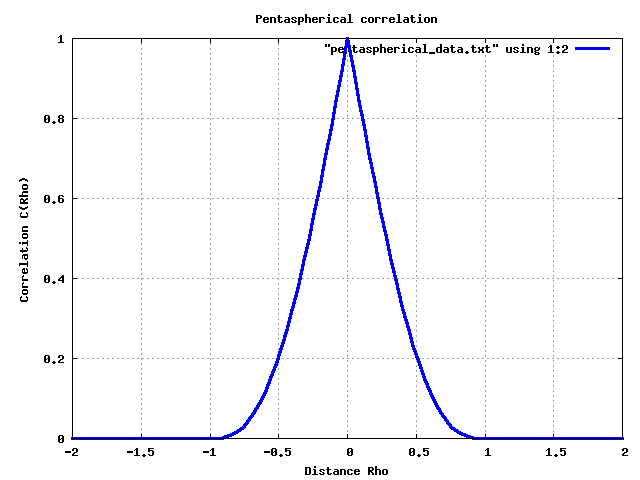 Pentaspherical correlation
"pentaspherical_data.txt" using 1:2
1
0.8
0.6
0.4
0.2
0
Correlation C(Rho)
-2 -1.5 -1 -0.5 0 0.5 1 1.5 2
Distance Rho